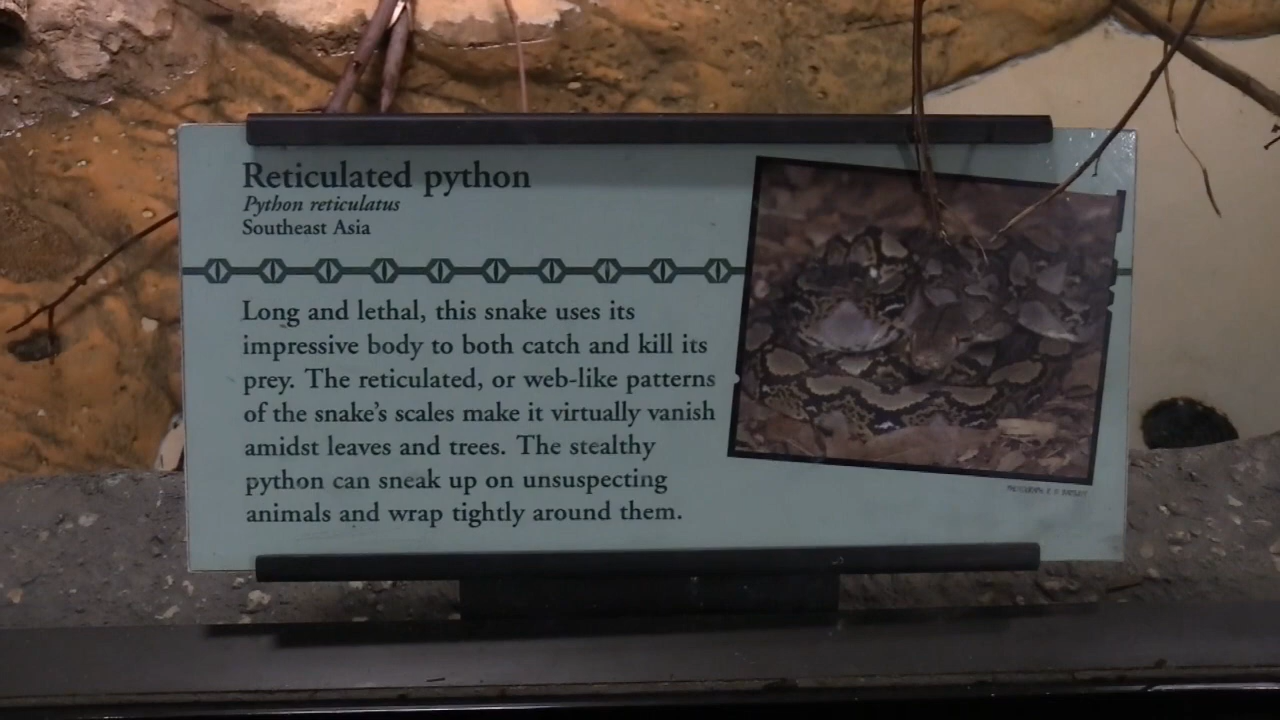 Reticulated python
Python reticulatus
Southeast Asia
Long and lethal, this snake uses its
impressive body to both catch and kill its
prey. The reticulated, or web-like patterns
of the snake's scales make it virtually vanish
amidst leaves and trees. The stealthy
python can sneak up on unsuspecting
animals and wrap tightly around them.